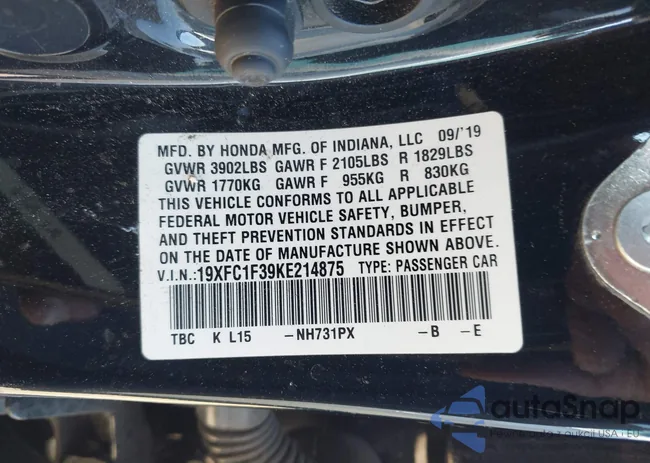 MFD. BY HONDA MFG. OF INDIANA, LLC 09/'19
GVWR 3902LBS GAWR F 2105LBS R 1829LBS
GVWR 1770KG GAWR F 955KG R 830KG
THIS VEHICLE CONFORMS TO ALL APPLICABLE
FEDERAL MOTOR VEHICLE SAFETY, BUMPER,
AND THEFT PREVENTION STANDARDS IN EFFECT
ON THE DATE OF MANUFACTURE SHOWN ABOVE.
V.I.N.:19XFC1F39KE214875 TYPE: PASSENGER CAR
TBC K L15 -NH731PX -B -E
autoSnap
USA • EU